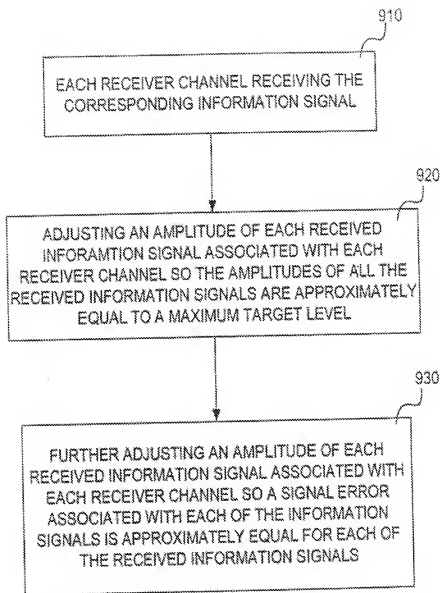 910
EACH RECEIVER CHANNEL RECEIVING THE
CORRESPONDING INFORMATION SIGNAL
920
ADJUSTING AN AMPLITUDE OF EACH RECEIVED
INFORAMTION SIGNAL ASSOCIATED WITH EACH
RECEIVER CHANNEL SO THE AMPLITUDES OF ALL THE
RECEIVED INFORMATION SIGNALS ARE APPROXIMATELY
EQUAL TO A MAXIMUM TARGET LEVEL
930
FURTHER ADJUSTING AN AMPLITUDE OF EACH
RECEIVED INFORMATION SIGNAL ASSOCIATED WITH
EACH RECEIVER CHANNEL SO A SIGNAL ERROR
ASSOCIATED WITH EACH OF THE INFORMATION
SIGNALS IS APPROXIMATELY EQUAL FOR EACH OF
THE RECEIVED INFORMATION SIGNALS